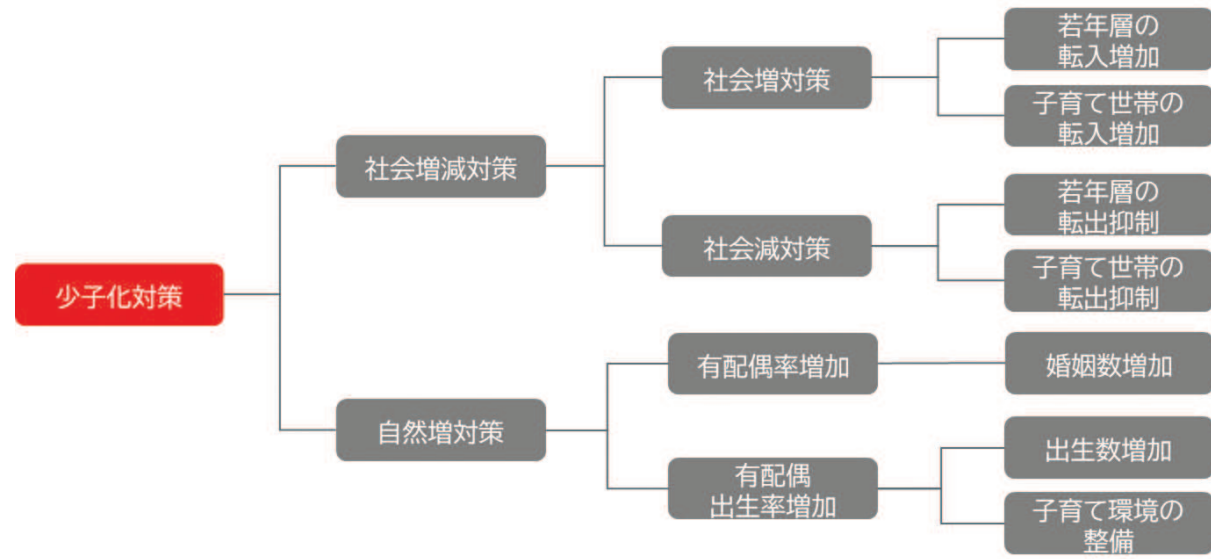 若年層の
転入増加
社会増対策
子育て世帯の
転入増加
社会増減対策
若年層の
転出抑制
社会減対策
子育て世帯の
転出抑制
少子化対策
有配偶率増加
婚姻数増加
自然増対策
出生数増加
有配偶
出生率増加
子育て環境の
整備